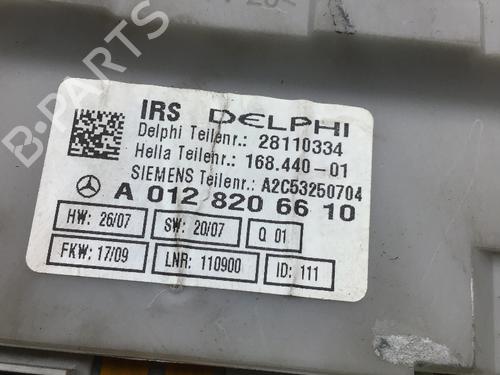 IRS DELPHI
Delphi Teilenr.: 28110334
Hella Teilenr.: 168.440-01
SIEMENS Teilenr.: A2C53250704
A 012 820 66 10
HW: 26/07 SW: 20/07 Q 01
FKW: 17/09 LNR: 110900 ID: 111